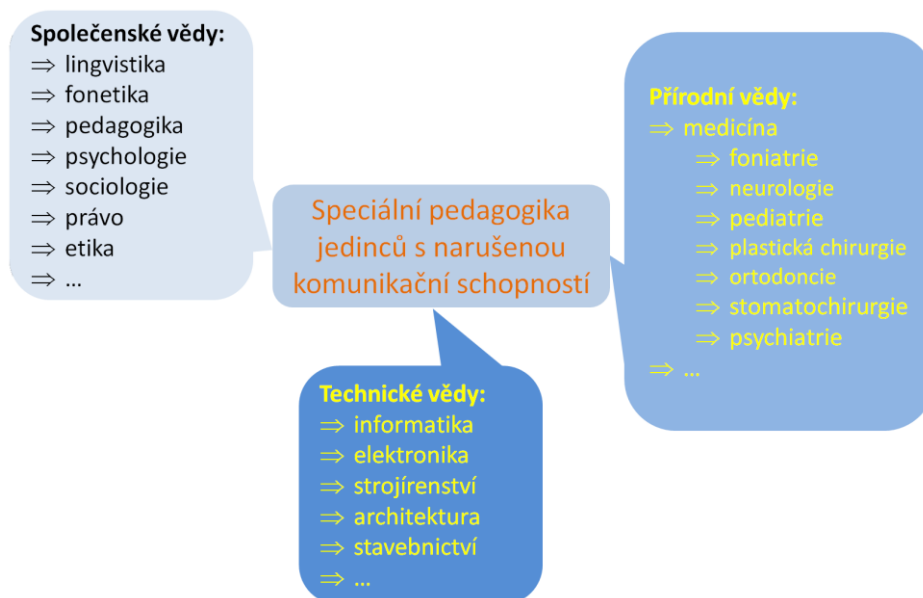 Společenské vědy:
⇒ lingvistika
⇒ fonetika
⇒ pedagogika
⇒ psychologie
⇒ sociologie
⇒ právo
⇒ etika
⇒ ...
Speciální pedagogika
jedinců s narušenou
komunikační schopností
Přírodní vědy:
⇒ medicína
⇒ foniatrie
⇒ neurologie
⇒ pediatrie
⇒ plastická chirurgie
⇒ ortodoncie
⇒ stomatochirurgie
⇒ psychiatrie
⇒ ...
Technické vědy:
⇒ informatika
⇒ elektronika
⇒ strojírenství
⇒ architektura
⇒ stavebnictví
⇒ ...